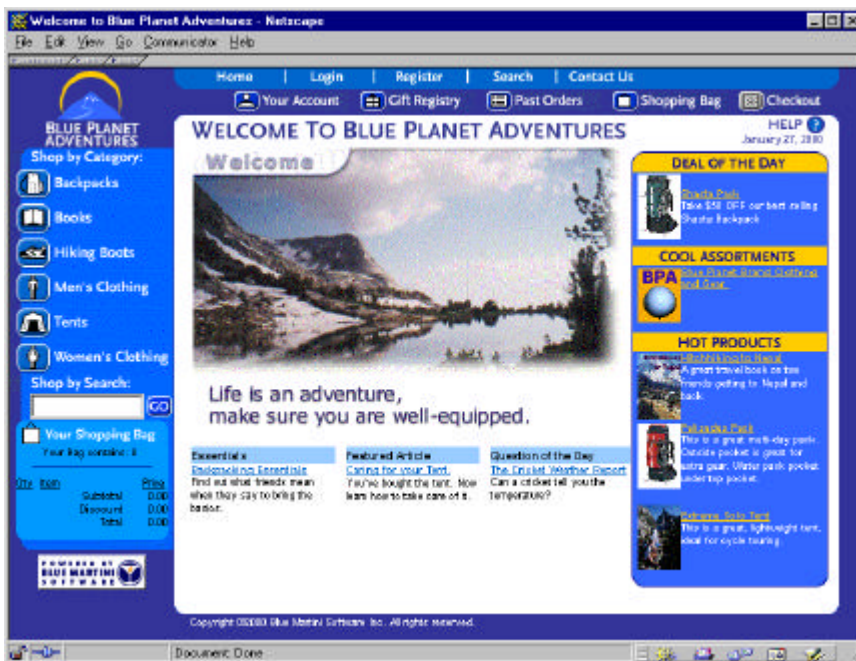 Welcome to Blue Planet Adventures - Netscape
File Edit View Go Communicator Help
Home | Login | Register | Search | Contact Us
Your Account Gift Registry Past Orders Shopping Bag Checkout
BLUE PLANET
ADVENTURES
Shop by Category:
Backpacks
Books
Hiking Boots
Men's Clothing
Tents
Women's Clothing
Shop by Search:
GO
Your Shopping Bag
Your Bag contains: 0
Qty Item Price
Subtotal 0.00
Discount 0.00
Total 0.00
POWERED BY
BLUE MARTINI
SOFTWARE
WELCOME TO BLUE PLANET ADVENTURES
HELP ?
January 27, 2000
Welcome
Life is an adventure,
make sure you are well-equipped.
Essentials
Backpacking Essentials
Find out what friends mean
when they say to bring the
basics.
Featured Article
Caring for your Tent.
You've bought the tent. Now
learn how to take care of it.
Question of the Day
The Cricket Weather Report
Can a cricket tell you the
temperature?
DEAL OF THE DAY
Shasta Pack
Take $50 OFF our best selling
Shasta Backpack
COOL ASSORTMENTS
BPA
Blue Planet Brand Clothing
and Gear.
HOT PRODUCTS
Hitchhiking to Nepal
A great travel book on two
friends getting to Nepal and
back.
Pack
This is a great multi-day pack.
Outside pocket is great for
extra gear. Water pack pocket
under top pocket.
Extreme Solo Tent
This is a great, lightweight tent,
ideal for cycle touring.
Copyright ©2000 Blue Martini Software Inc. All rights reserved.
Document: Done